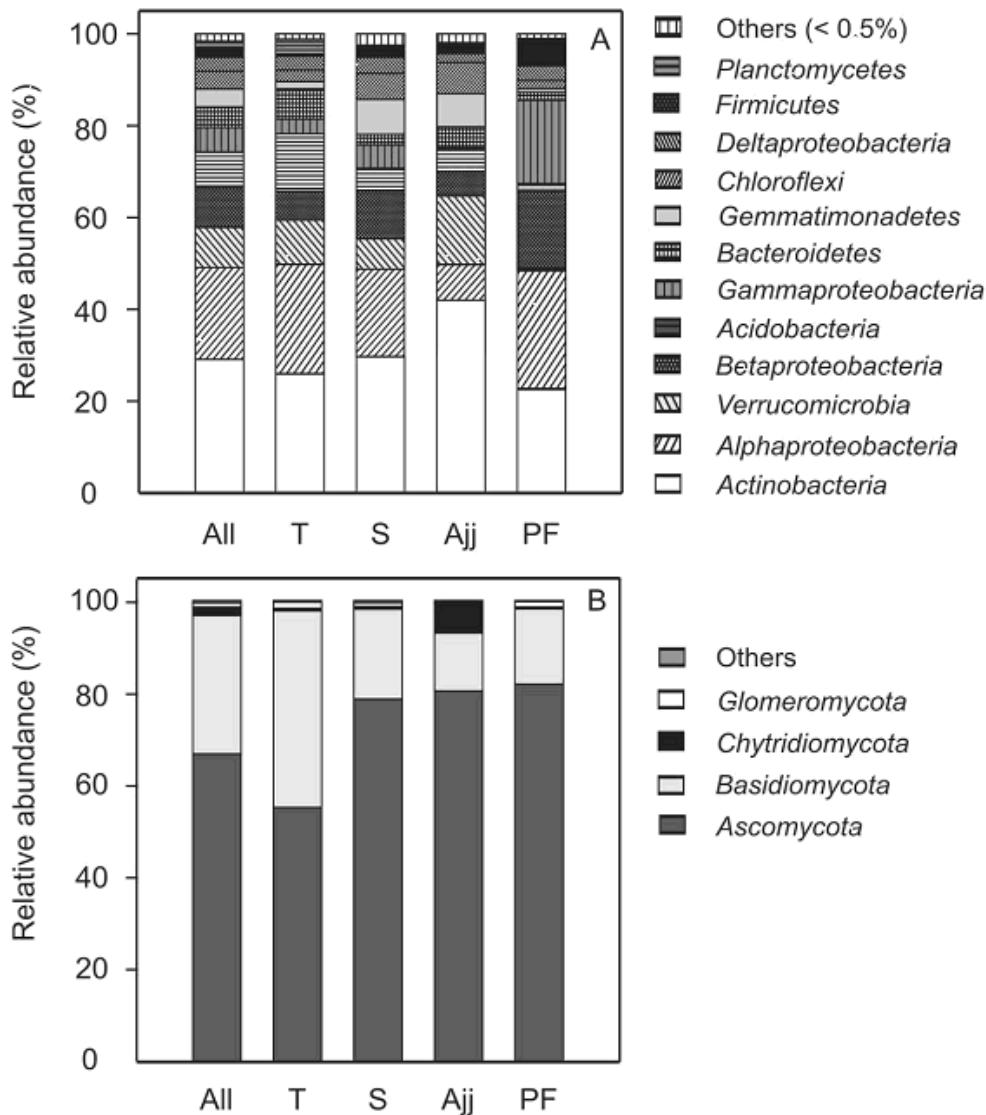 A
Relative abundance (%)
100
80
60
40
20
0
All T S Ajj PF
Others (< 0.5%)
Planctomycetes
Firmicutes
Deltaproteobacteria
Chloroflexi
Gemmatimonadetes
Bacteroidetes
Gammaproteobacteria
Acidobacteria
Betaproteobacteria
Verrucomicrobia
Alphaproteobacteria
Actinobacteria
B
Relative abundance (%)
100
80
60
40
20
0
All T S Ajj PF
Others
Glomeromycota
Chytridiomycota
Basidiomycota
Ascomycota